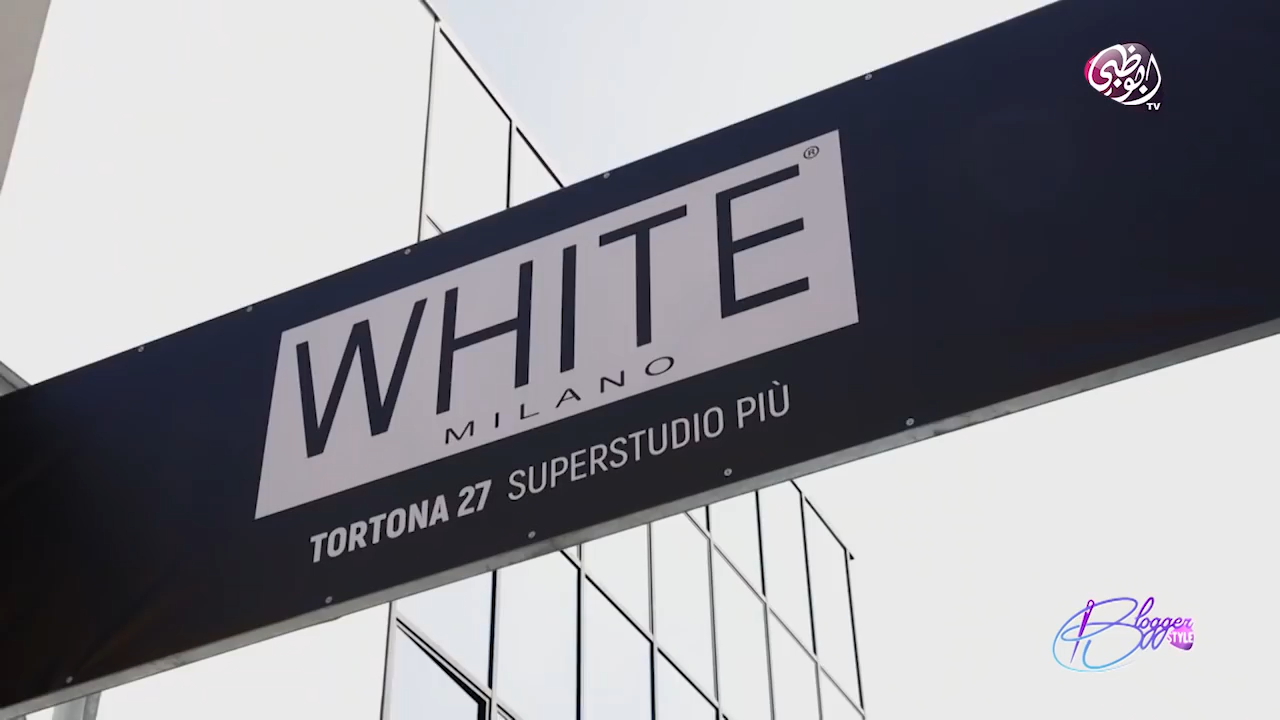 أبوظبي
TV
WHITE®
MILANO
TORTONA 27 SUPERSTUDIO PIÙ
Blogger
STYLE